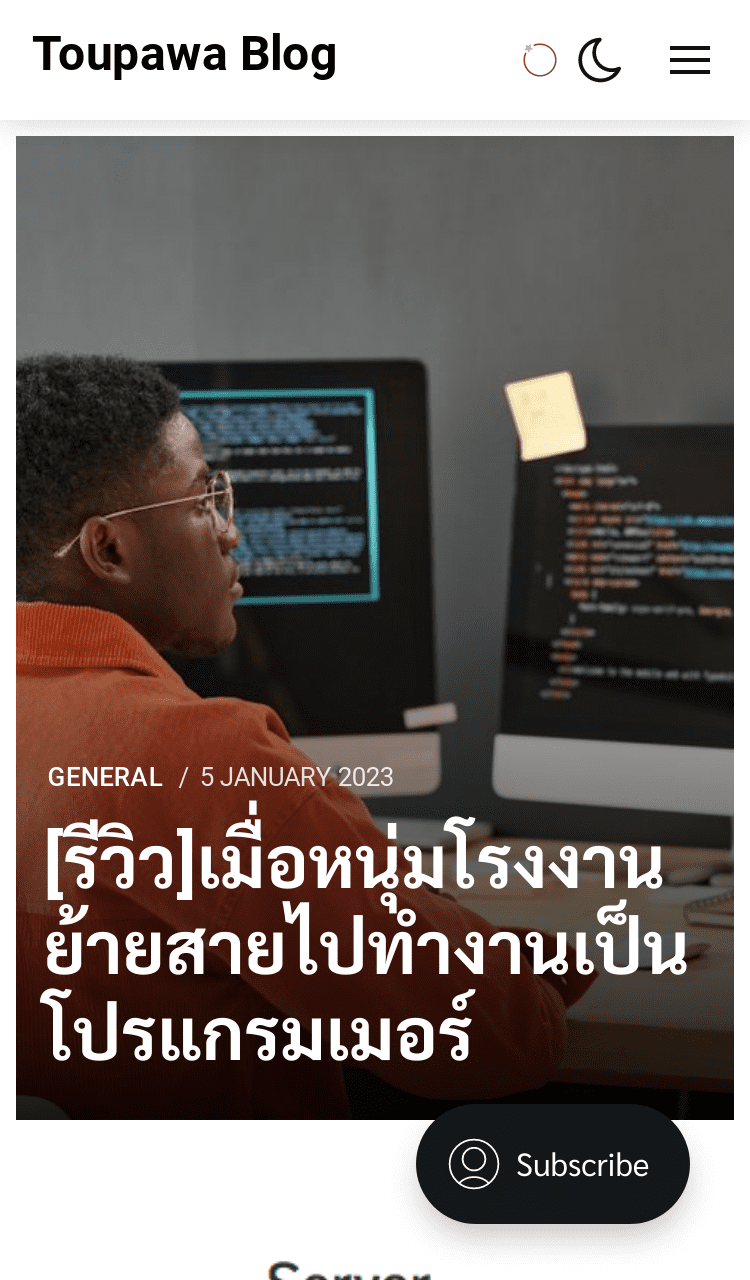 Toupawa Blog
GENERAL / 5 JANUARY 2023
[รีวิว]เมื่อหนุ่มโรงงาน
ย้ายสายไปทำงานเป็น
โปรแกรมเมอร์
Subscribe
Server